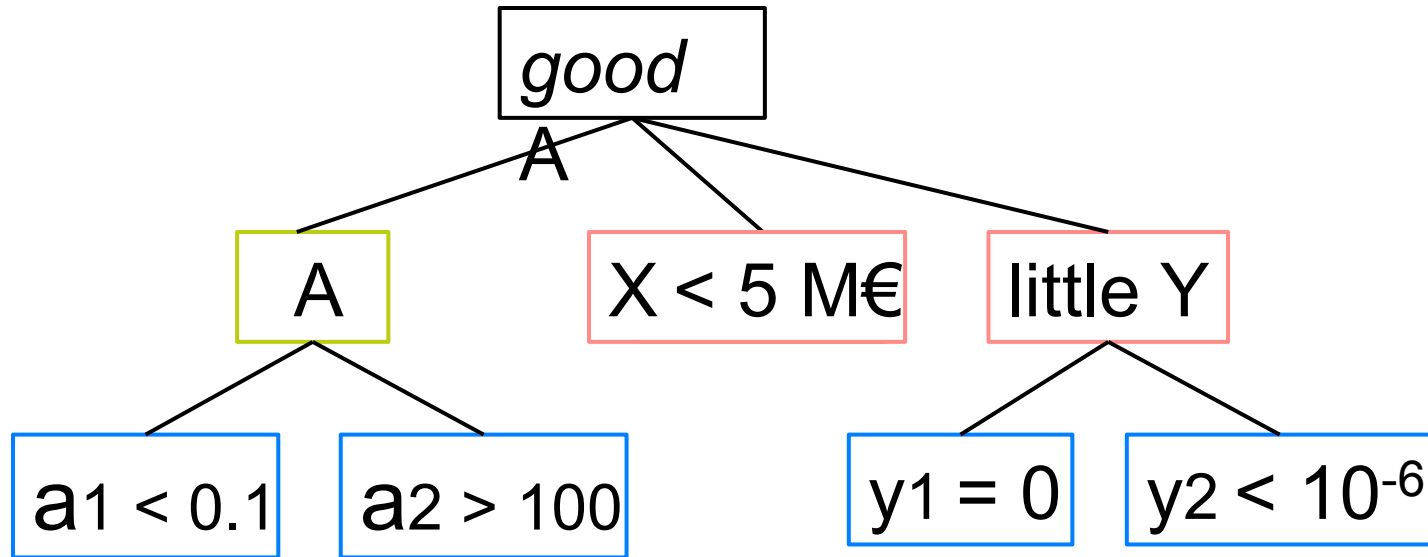 good
A
A
X < 5 M€
little Y
a1 < 0.1
a2 > 100
y1 = 0
y2 < 10⁻⁶